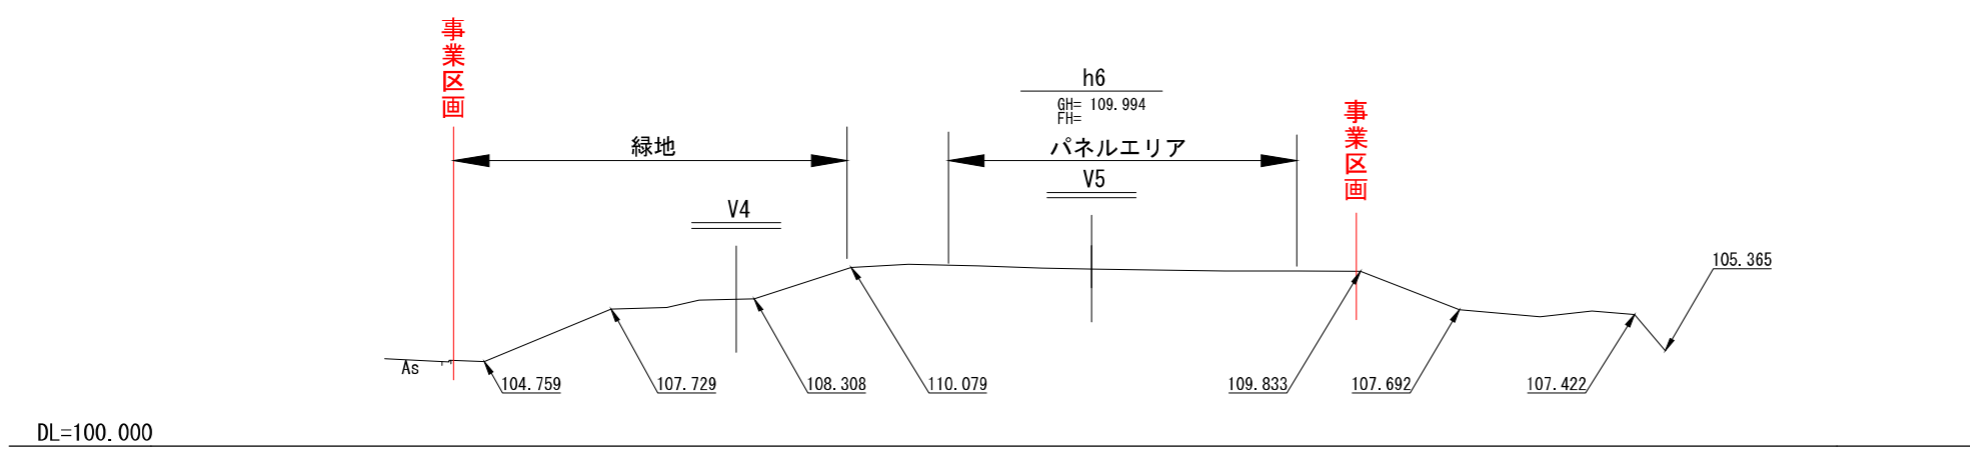 事業区画
h6
GH= 109.994
FH=
事業区画
緑地
パネルエリア
V5
V4
105.365
As
104.759
107.729
108.308
110.079
109.833
107.692
107.422
DL=100.000